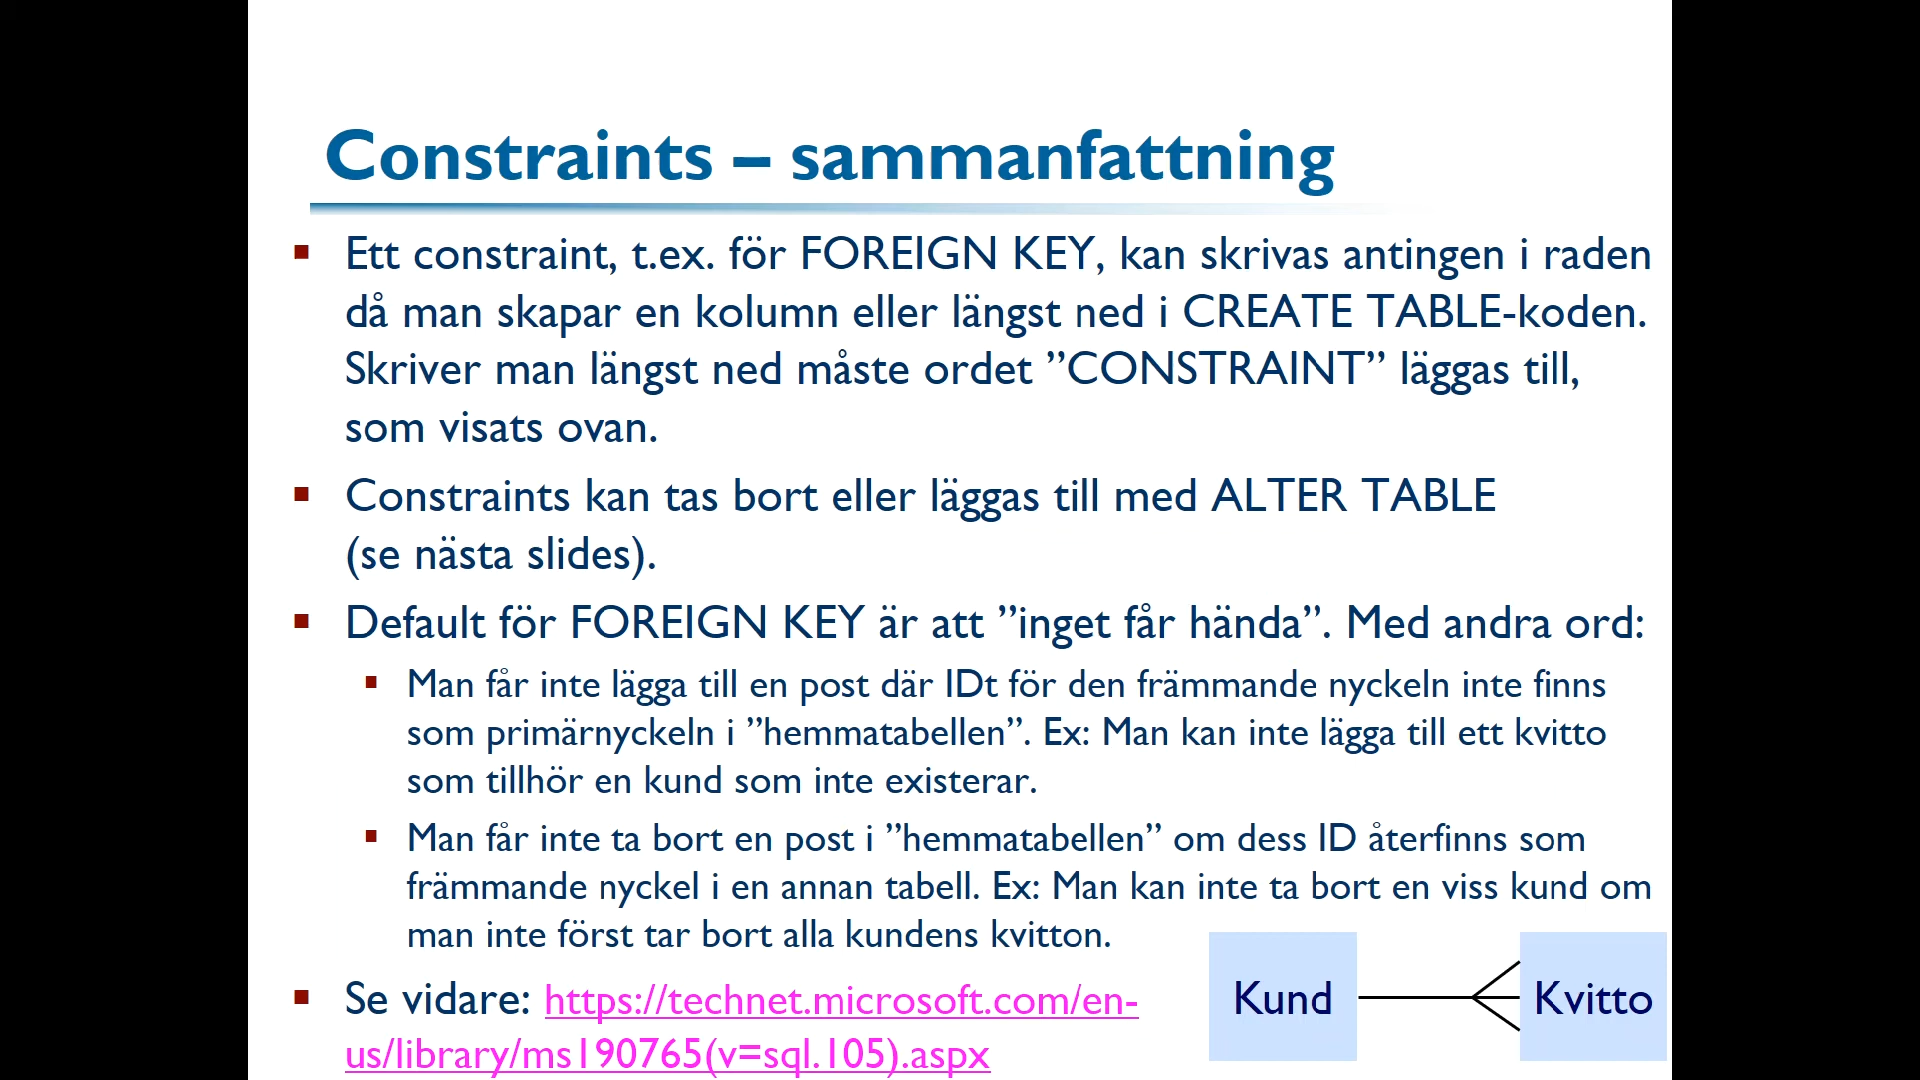 Constraints – sammanfattning
Ett constraint, t.ex. för FOREIGN KEY, kan skrivas antingen i raden
då man skapar en kolumn eller längst ned i CREATE TABLE-koden.
Skriver man längst ned måste ordet ”CONSTRAINT” läggas till,
som visats ovan.
Constraints kan tas bort eller läggas till med ALTER TABLE
(se nästa slides).
Default för FOREIGN KEY är att ”inget får hända”. Med andra ord:
Man får inte lägga till en post där IDt för den främmande nyckeln inte finns
som primärnyckeln i ”hemmatabellen”. Ex: Man kan inte lägga till ett kvitto
som tillhör en kund som inte existerar.
Man får inte ta bort en post i ”hemmatabellen” om dess ID återfinns som
främmande nyckel i en annan tabell. Ex: Man kan inte ta bort en viss kund om
man inte först tar bort alla kundens kvitton.
Se vidare: https://technet.microsoft.com/en-
us/library/ms190765(v=sql.105).aspx
Kund
Kvitto